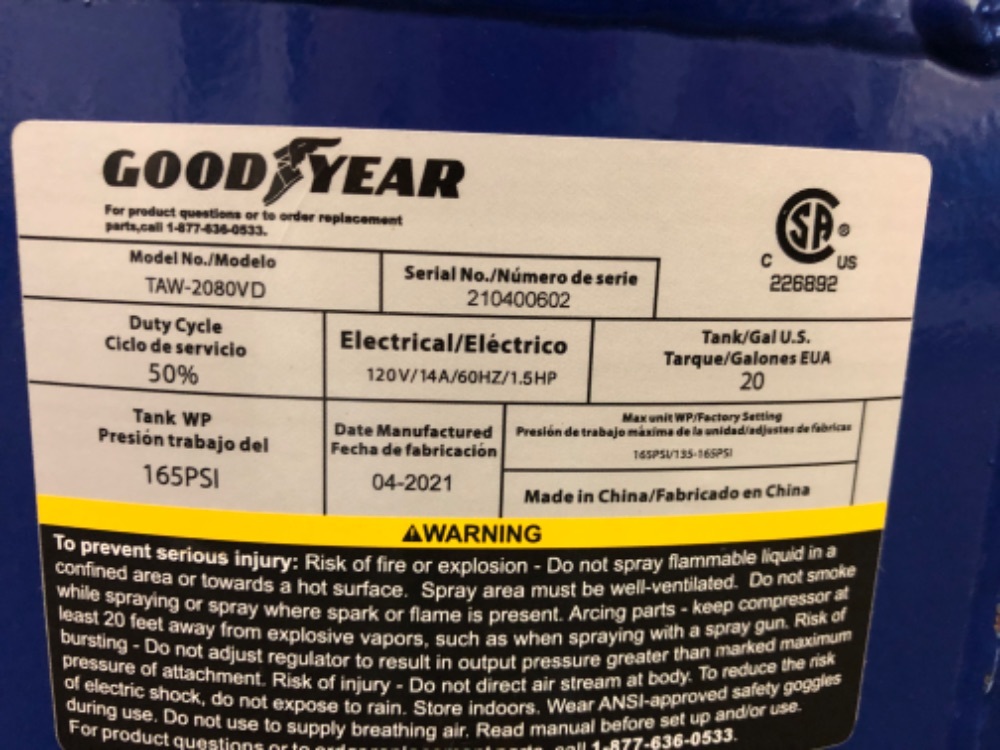 GOODYEAR
For product questions or to order replacement
parts,call 1-877-636-0533.
CSA®
C US
226892
Model No./Modelo
TAW-2080VD
Serial No./Número de serie
210400602
Duty Cycle
Ciclo de servicio
50%
Electrical/Eléctrico
120V/14A/60HZ/1.5HP
Tank/Gal U.S.
Tarque/Galones EUA
20
Tank WP
Presión trabajo del
165PSI
Date Manufactured
Fecha de fabricación
04-2021
Max unit WP/Factory Setting
Presión de trabajo máxima de la unidad/adjustes de fabricas
165PSI/135-165PSI
Made in China/Fabricado en China
⚠WARNING
To prevent serious injury: Risk of fire or explosion - Do not spray flammable liquid in a
confined area or towards a hot surface. Spray area must be well-ventilated. Do not smoke
while spraying or spray where spark or flame is present. Arcing parts - keep compressor at
least 20 feet away from explosive vapors, such as when spraying with a spray gun. Risk of
bursting - Do not adjust regulator to result in output pressure greater than marked maximum
pressure of attachment. Risk of injury - Do not direct air stream at body. To reduce the risk
of electric shock, do not expose to rain. Store indoors. Wear ANSI-approved safety goggles
during use. Do not use to supply breathing air. Read manual before set up and/or use.
For product questions or to order replacement parts, call 1-877-636-0533.